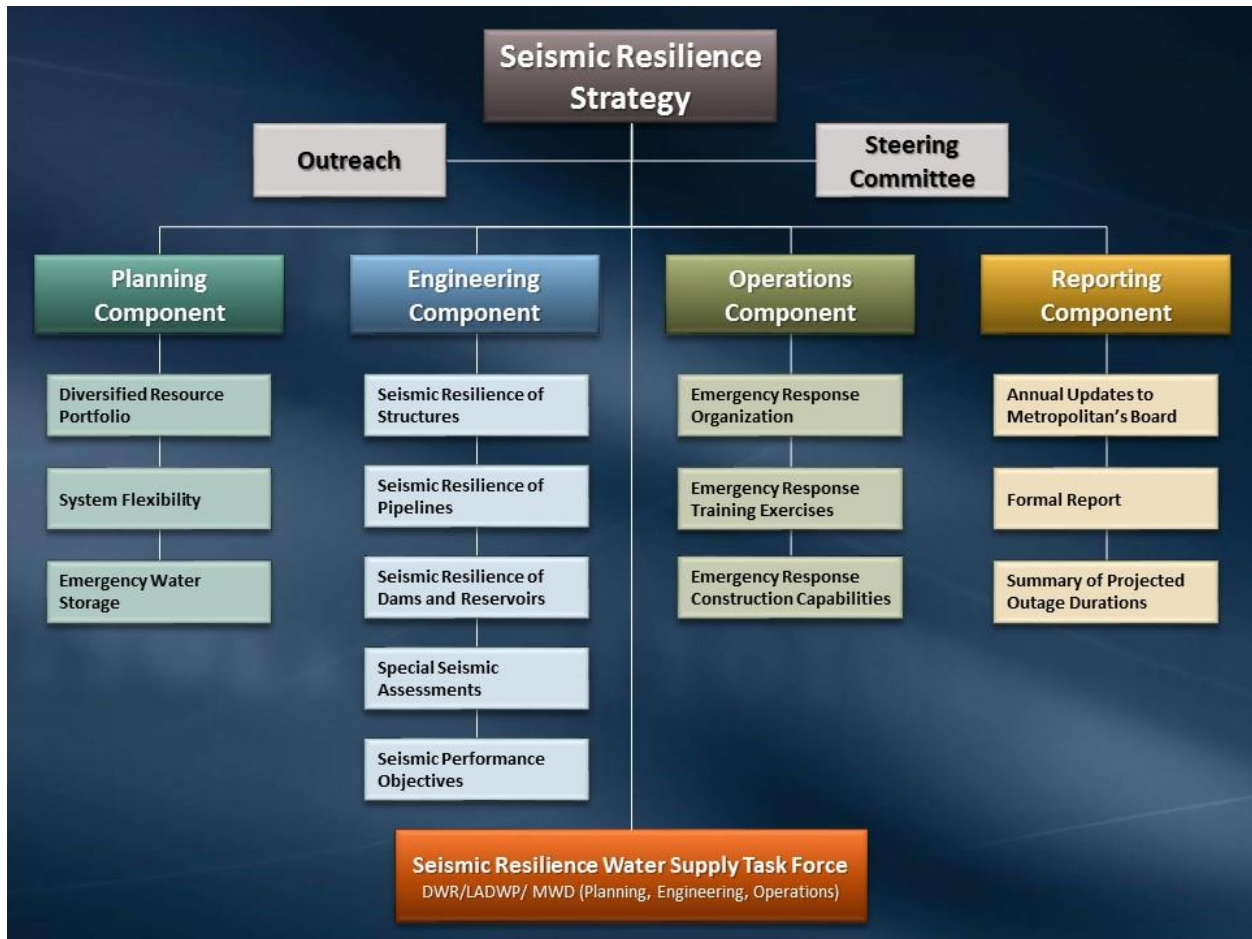 Seismic Resilience
Strategy
Outreach
Steering
Committee
Planning
Component
Engineering
Component
Operations
Component
Reporting
Component
Diversified Resource
Portfolio
System Flexibility
Emergency Water
Storage
Seismic Resilience of
Structures
Seismic Resilience of
Pipelines
Seismic Resilience of
Dams and Reservoirs
Special Seismic
Assessments
Seismic Performance
Objectives
Emergency Response
Organization
Emergency Response
Training Exercises
Emergency Response
Construction Capabilities
Annual Updates to
Metropolitan's Board
Formal Report
Summary of Projected
Outage Durations
Seismic Resilience Water Supply Task Force
DWR/LADWP/ MWD (Planning, Engineering, Operations)